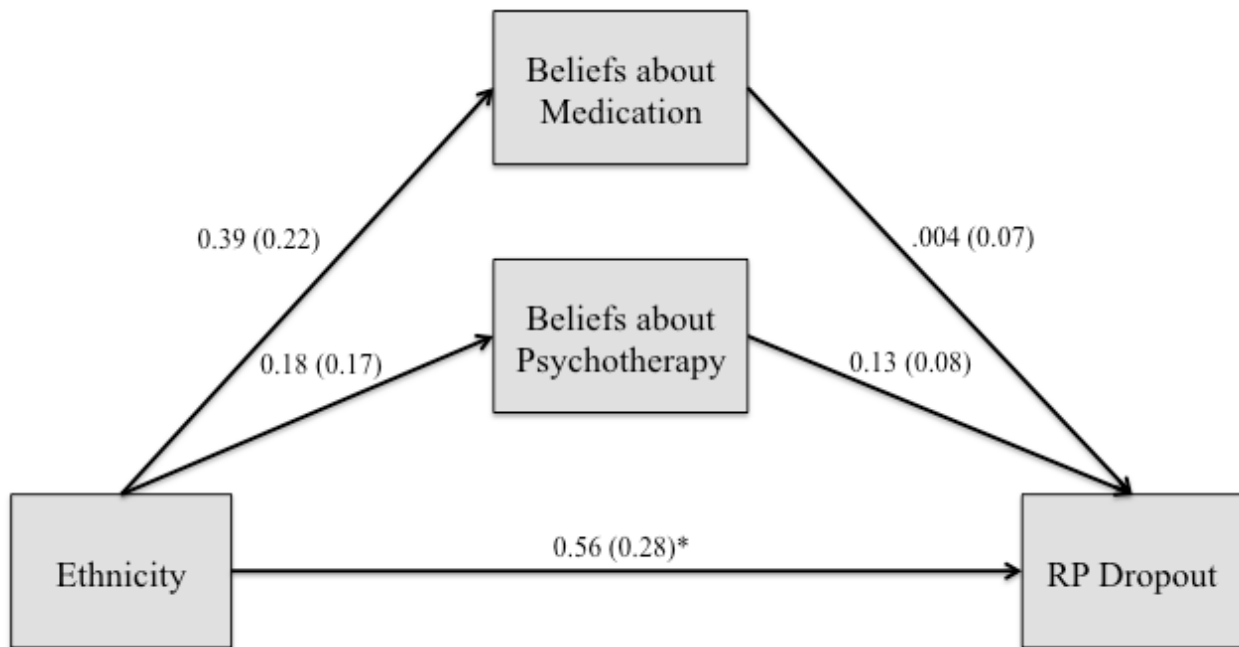 Beliefs about
Medication
0.39 (0.22)
.004 (0.07)
Beliefs about
Psychotherapy
0.18 (0.17)
0.13 (0.08)
Ethnicity
0.56 (0.28)*
RP Dropout